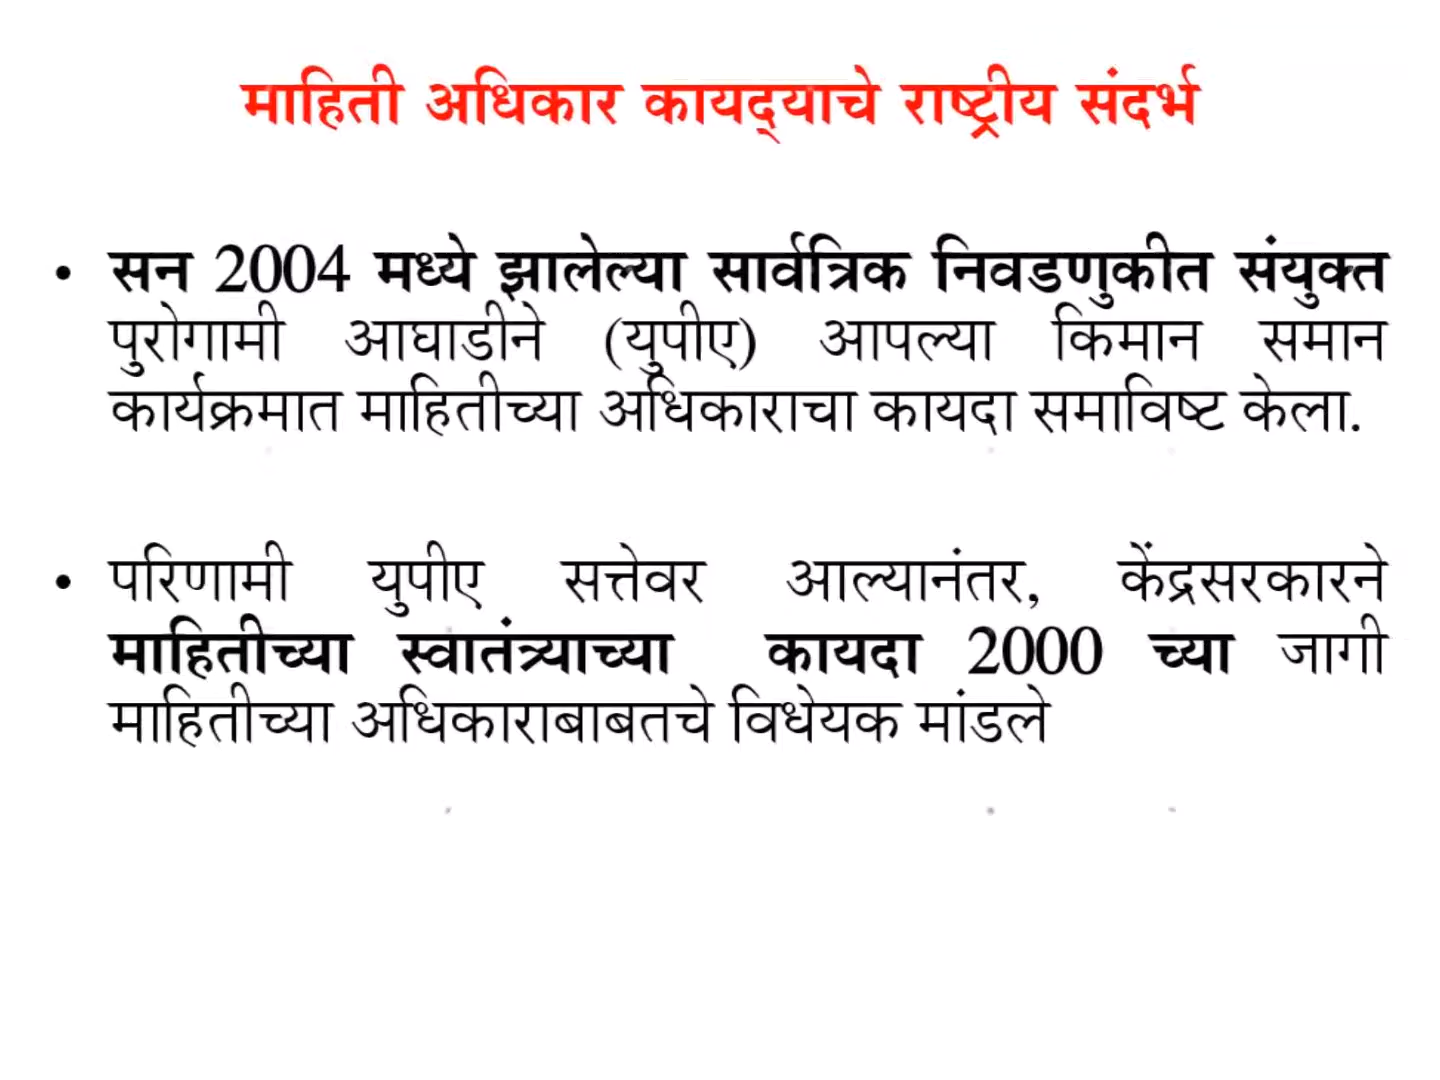 माहिती अधिकार कायद्‌याचे राष्ट्रीय संदर्भ
• सन 2004 मध्ये झालेल्या सार्वत्रिक निवडणुकीत संयुक्त
पुरोगामी आघाडीने (युपीए) आपल्या किमान समान
कार्यक्रमात माहितीच्या अधिकाराचा कायदा समाविष्ट केला.
• परिणामी युपीए सत्तेवर आल्यानंतर, केंद्रसरकारने
माहितीच्या स्वातंत्र्याच्या कायदा 2000 च्या जागी
माहितीच्या अधिकाराबाबतचे विधेयक मांडले